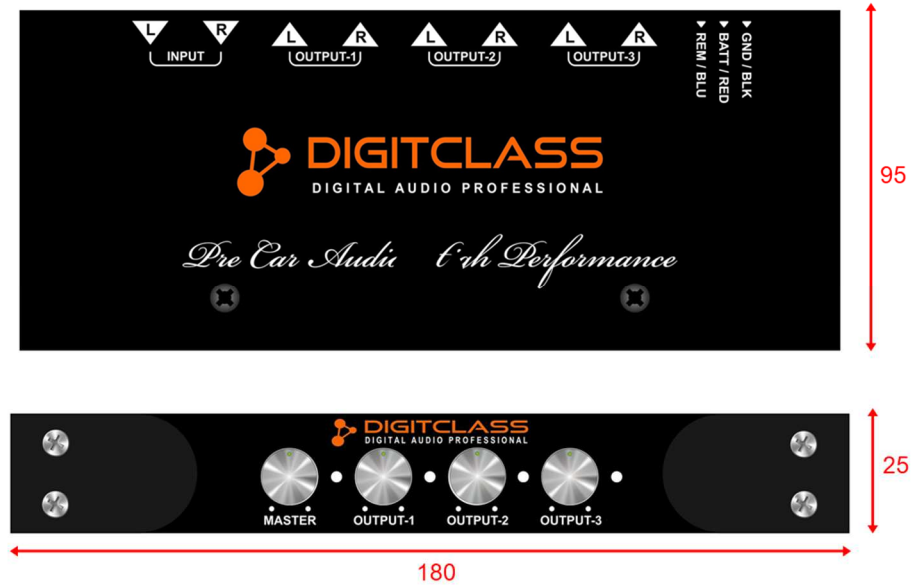 L R L R L R L R
INPUT OUTPUT-1 OUTPUT-2 OUTPUT-3
REM / BLU
BATT / RED
GND / BLK
DIGITCLASS
DIGITAL AUDIO PROFESSIONAL
Pre Car Audio Performance
95
DIGITCLASS
DIGITAL AUDIO PROFESSIONAL
MASTER OUTPUT-1 OUTPUT-2 OUTPUT-3
25
180